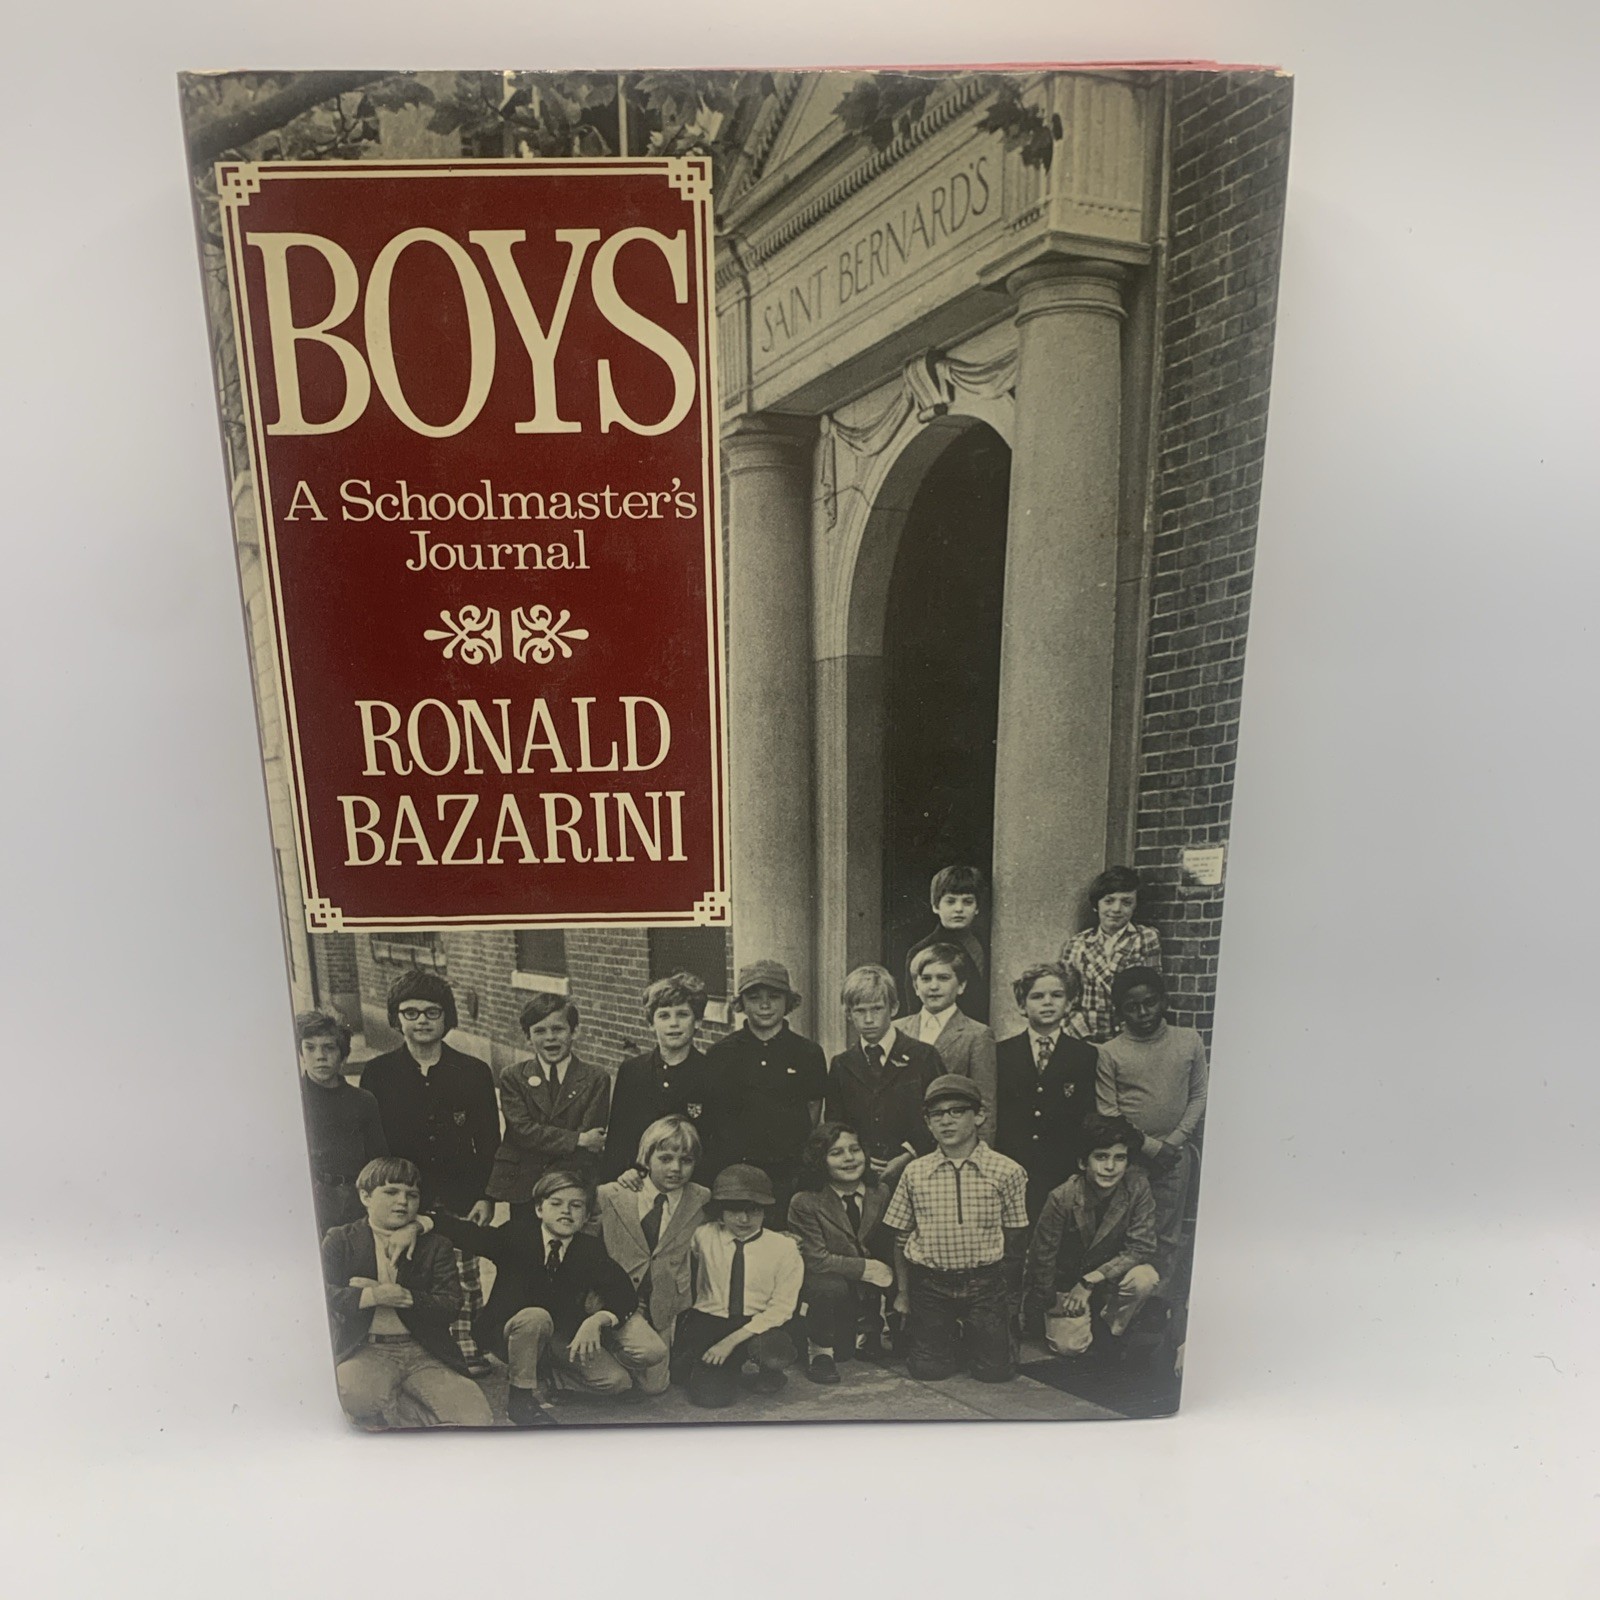 BOYS
A Schoolmaster's
Journal
RONALD
BAZARINI
SAINT BERNARD'S